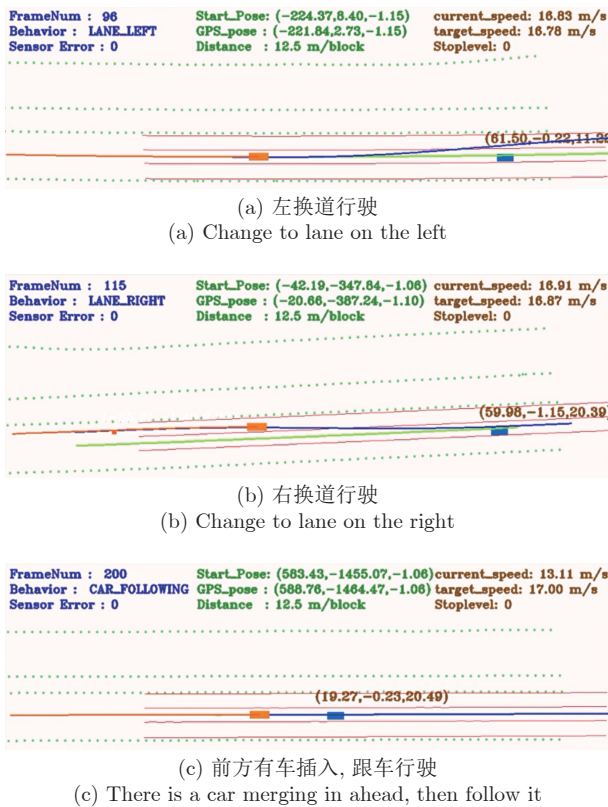 FrameNum : 96 Start_Pose: (-224.37,8.40,-1.15) current_speed: 16.83 m/s
Behavior : LANE_LEFT GPS_pose : (-221.84,2.73,-1.15) target_speed: 16.78 m/s
Sensor Error : 0 Distance : 12.5 m/block Stoplevel: 0
(61.50,-0.22,11.29
(a) 左换道行驶
(a) Change to lane on the left
FrameNum : 115 Start_Pose: (-42.19,-347.84,-1.06) current_speed: 16.91 m/s
Behavior : LANE_RIGHT GPS_pose : (-20.66,-387.24,-1.10) target_speed: 16.87 m/s
Sensor Error : 0 Distance : 12.5 m/block Stoplevel: 0
(59.98,-1.15,20.39)
(b) 右换道行驶
(b) Change to lane on the right
FrameNum : 200 Start_Pose: (583.43,-1455.07,-1.06) current_speed: 13.11 m/s
Behavior : CAR_FOLLOWING GPS_pose : (588.76,-1464.47,-1.06) target_speed: 17.00 m/s
Sensor Error : 0 Distance : 12.5 m/block Stoplevel: 0
(19.27,-0.23,20.49)
(c) 前方有车插入, 跟车行驶
(c) There is a car merging in ahead, then follow it